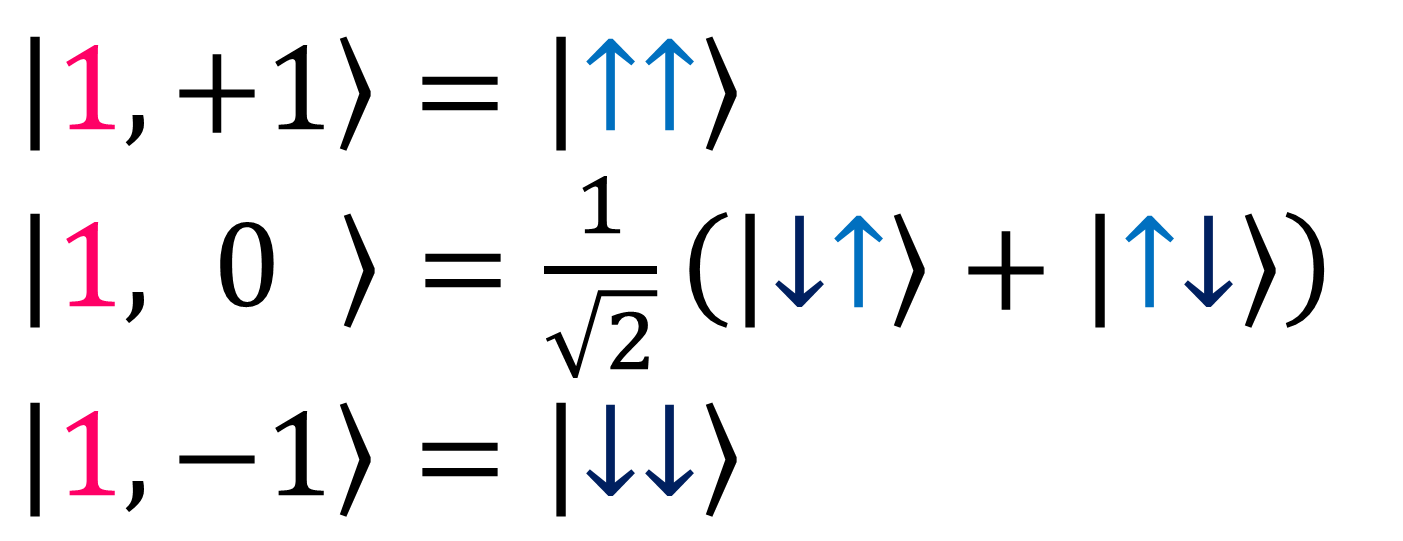 |1, +1⟩ = |↑↑⟩
|1, 0 ⟩ = 1/√2 (|↓↑⟩ + |↑↓⟩)
|1, −1⟩ = |↓↓⟩